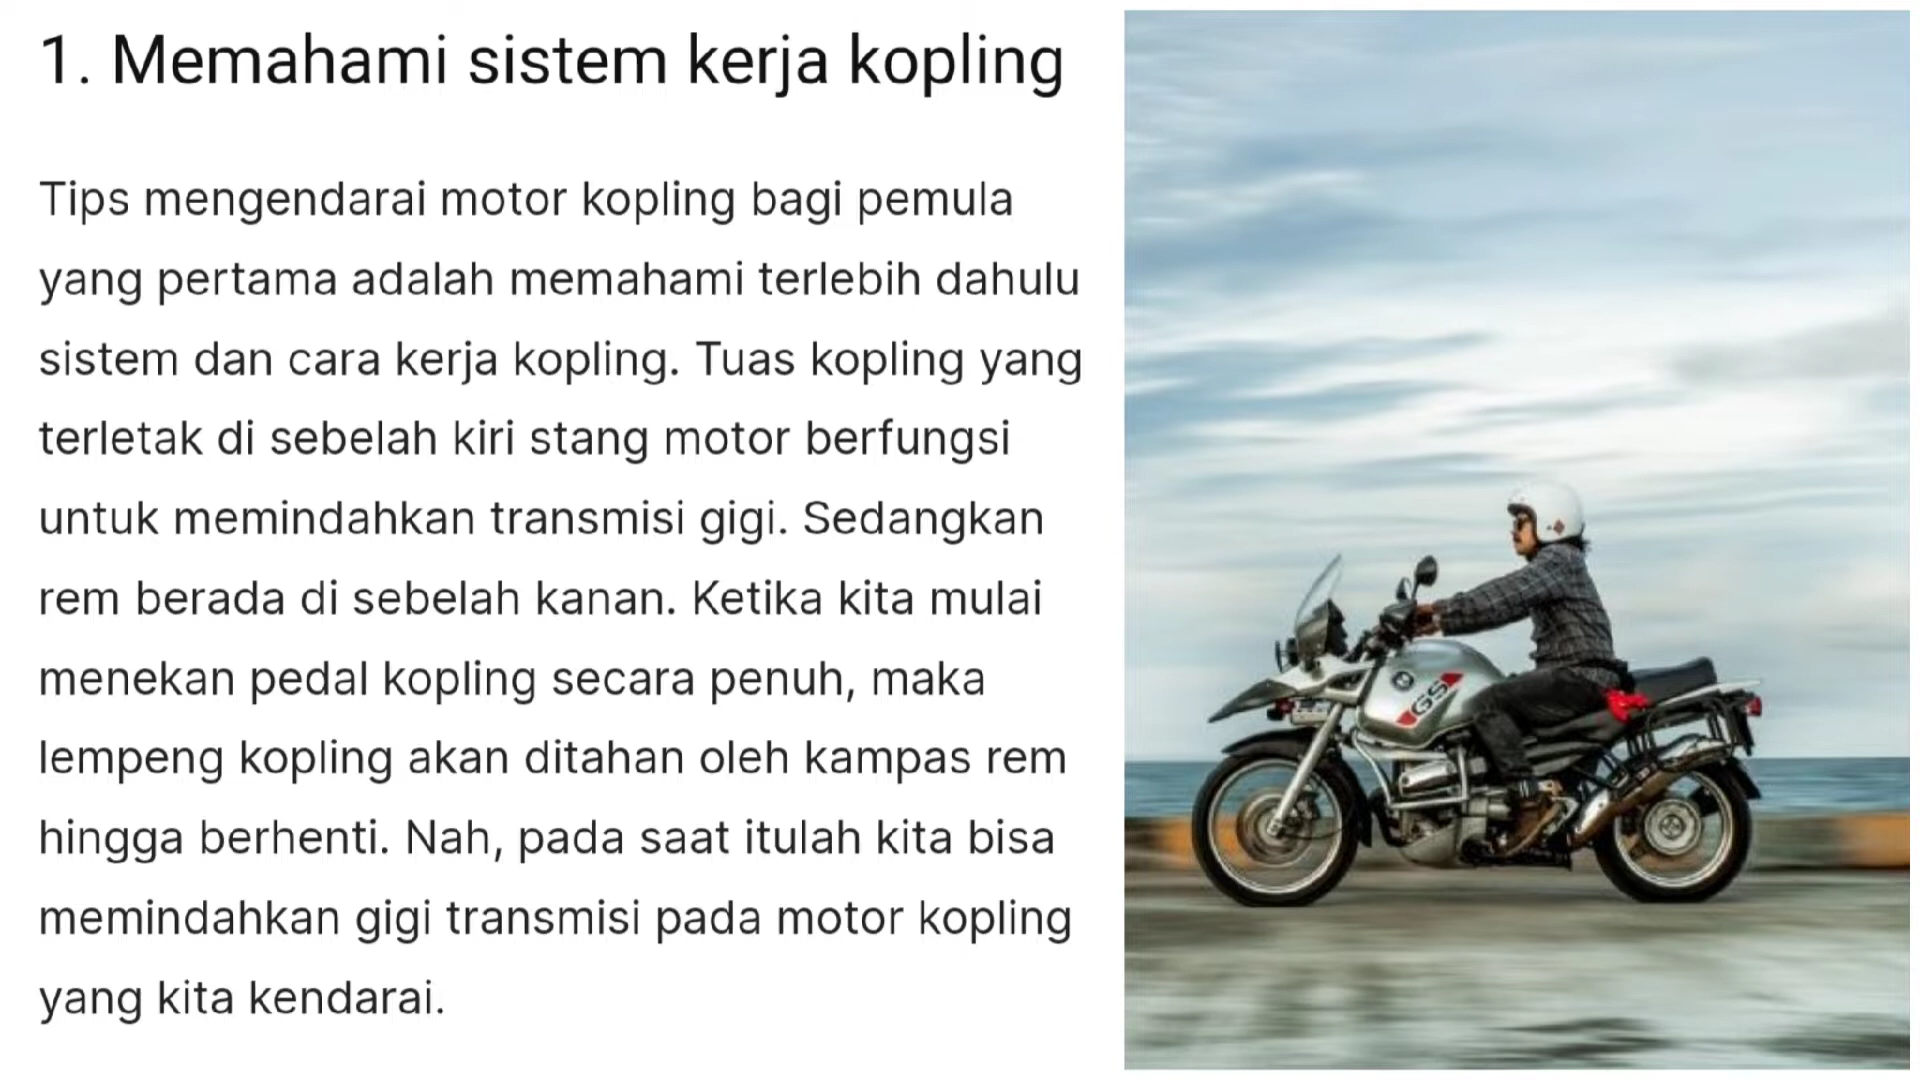 1. Memahami sistem kerja kopling
Tips mengendarai motor kopling bagi pemula
yang pertama adalah memahami terlebih dahulu
sistem dan cara kerja kopling. Tuas kopling yang
terletak di sebelah kiri stang motor berfungsi
untuk memindahkan transmisi gigi. Sedangkan
rem berada di sebelah kanan. Ketika kita mulai
menekan pedal kopling secara penuh, maka
lempeng kopling akan ditahan oleh kampas rem
hingga berhenti. Nah, pada saat itulah kita bisa
memindahkan gigi transmisi pada motor kopling
yang kita kendarai.
GS